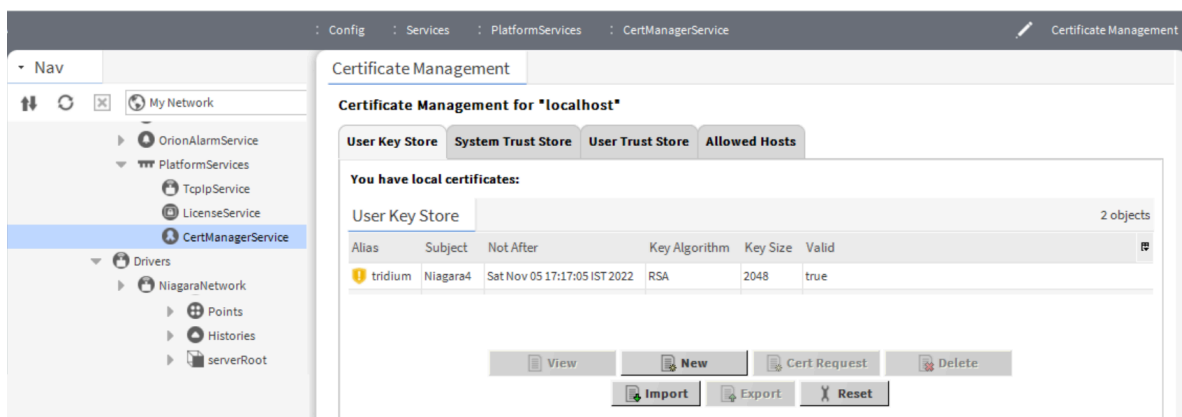 : Config : Services : PlatformServices : CertManagerService Certificate Management
Nav
My Network
OrionAlarmService
PlatformServices
TcpIpService
LicenseService
CertManagerService
Drivers
NiagaraNetwork
Points
Histories
serverRoot
Certificate Management
Certificate Management for "localhost"
User Key Store System Trust Store User Trust Store Allowed Hosts
You have local certificates:
User Key Store 2 objects
Alias Subject Not After Key Algorithm Key Size Valid
tridium Niagara4 Sat Nov 05 17:17:05 IST 2022 RSA 2048 true
View New Cert Request Delete
Import Export Reset